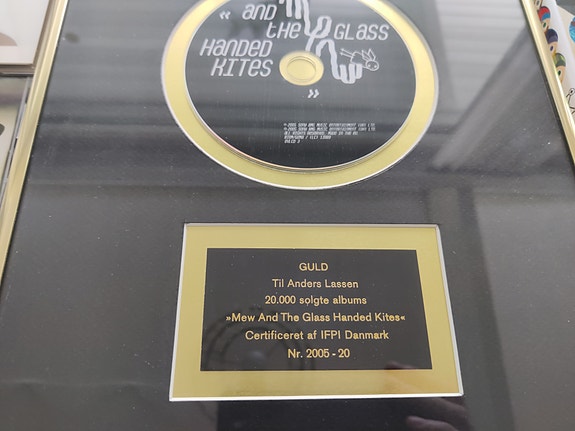 « AND
the GLASS
HANDED
KITES
»
GULD
Til Anders Lassen
20.000 solgte albums
»Mew And The Glass Handed Kites«
Certificeret af IFPI Danmark
Nr. 2005-20